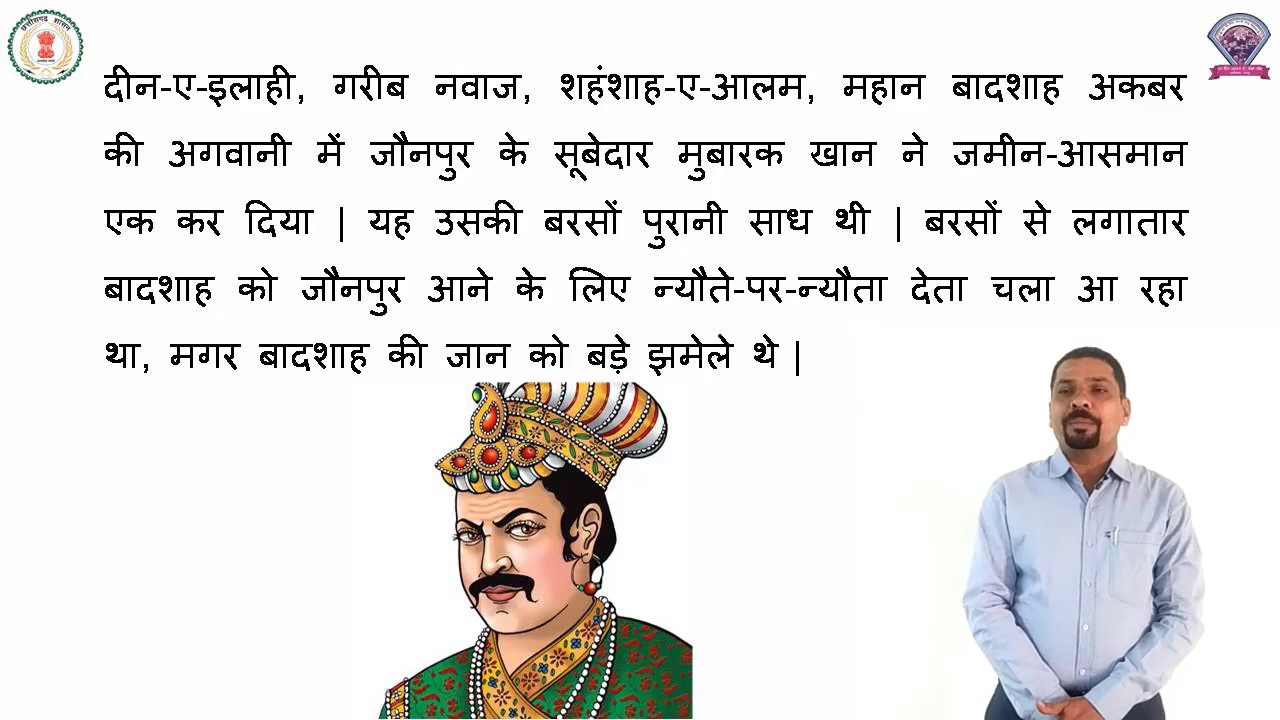 दीन-ए-इलाही, गरीब नवाज, शहंशाह-ए-आलम, महान बादशाह अकबर
की अगवानी में जौनपुर के सूबेदार मुबारक खान ने जमीन-आसमान
एक कर दिया | यह उसकी बरसों पुरानी साध थी | बरसों से लगातार
बादशाह को जौनपुर आने के लिए न्यौते-पर-न्यौता देता चला आ रहा
था, मगर बादशाह की जान को बड़े झमेले थे |